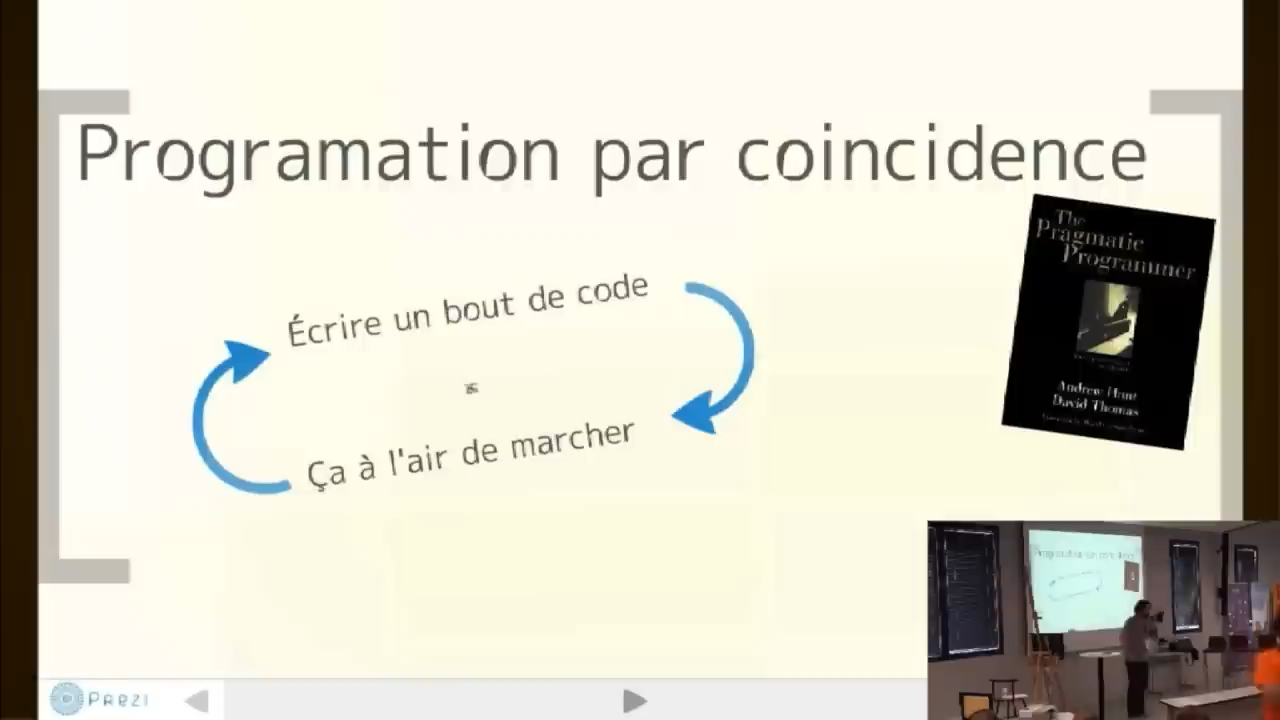 Programation par coincidence
Écrire un bout de code
Ça à l'air de marcher
The
Pragmatic
Programmer
Andrew Hunt
David Thomas
Prezi